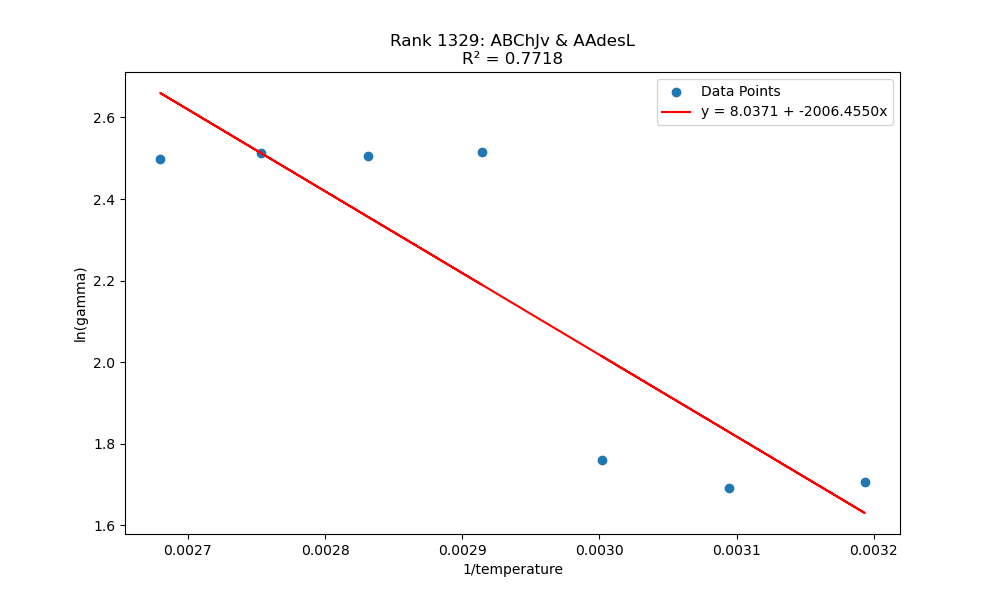 Rank 1329: ABChJv & AAdesL
R² = 0.7718
Data Points
y = 8.0371 + -2006.4550x
ln(gamma)
2.6
2.4
2.2
2.0
1.8
1.6
0.0027 0.0028 0.0029 0.0030 0.0031 0.0032
1/temperature